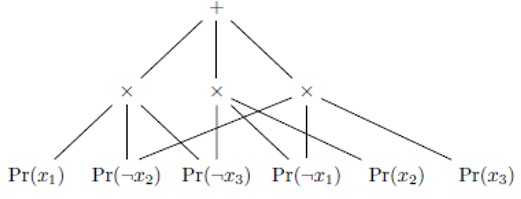 +
× × ×
Pr(x₁) Pr(¬x₂) Pr(¬x₃) Pr(¬x₁) Pr(x₂) Pr(x₃)